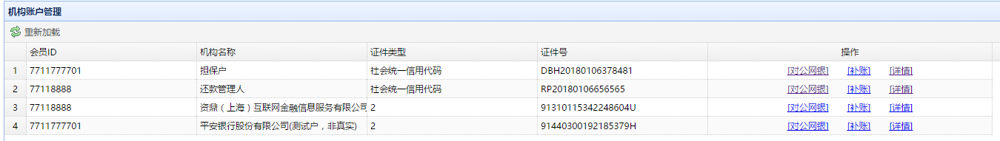 机构账户管理
重新加载
会员ID 机构名称 证件类型 证件号 操作
1 7711777701 担保户 社会统一信用代码 DBH20180106378481 [对公网银] [补账] [详情]
2 77118888 还款管理人 社会统一信用代码 RP20180106656565 [对公网银] [补账] [详情]
3 77118888 资鼎（上海）互联网金融信息服务有限公司 2 91310115342248604U [对公网银] [补账] [详情]
4 7711777701 平安银行股份有限公司(测试户，非真实) 2 91440300192185379H [对公网银] [补账] [详情]